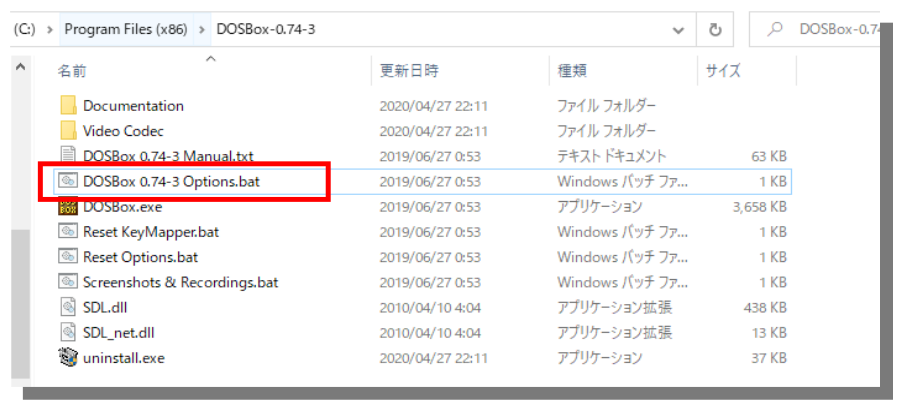 (C:) > Program Files (x86) > DOSBox-0.74-3 DOSBox-0.74
名前 更新日時 種類 サイズ
Documentation 2020/04/27 22:11 ファイル フォルダー
Video Codec 2020/04/27 22:11 ファイル フォルダー
DOSBox 0.74-3 Manual.txt 2019/06/27 0:53 テキスト ドキュメント 63 KB
DOSBox 0.74-3 Options.bat 2019/06/27 0:53 Windows バッチ ファ... 1 KB
DOSBox.exe 2019/06/27 0:53 アプリケーション 3,658 KB
Reset KeyMapper.bat 2019/06/27 0:53 Windows バッチ ファ... 1 KB
Reset Options.bat 2019/06/27 0:53 Windows バッチ ファ... 1 KB
Screenshots & Recordings.bat 2019/06/27 0:53 Windows バッチ ファ... 1 KB
SDL.dll 2010/04/10 4:04 アプリケーション拡張 438 KB
SDL_net.dll 2010/04/10 4:04 アプリケーション拡張 13 KB
uninstall.exe 2020/04/27 22:11 アプリケーション 37 KB